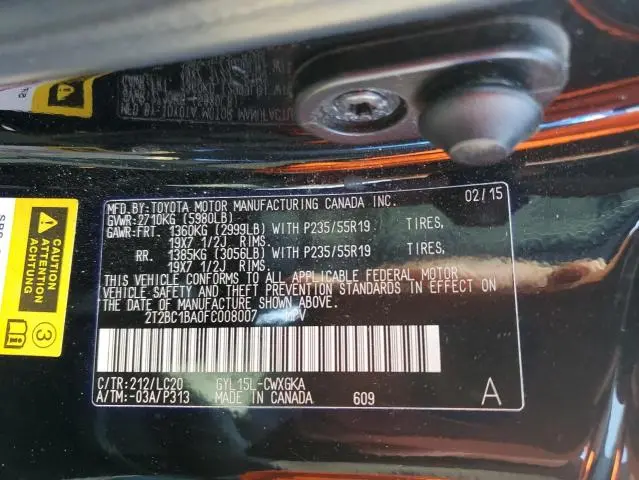 MFD.BY:TOYOTA MOTOR MANUFACTURING CANADA INC. 02/15
GVWR:2710KG (5980LB)
GAWR:FRT. 1360KG (2999LB) WITH P235/55R19 TIRES,
19X7 1/2J RIMS.
RR. 1385KG (3056LB) WITH P235/55R19 TIRES,
19X7 1/2J RIMS.
THIS VEHICLE CONFORMS TO ALL APPLICABLE FEDERAL MOTOR
VEHICLE SAFETY AND THEFT PREVENTION STANDARDS IN EFFECT ON
THE DATE OF MANUFACTURE SHOWN ABOVE.
2T2BC1BA0FC008007 MPV
C/TR:212/LC20 GYL15L-CWXGKA
A/TM:-03A/P313 MADE IN CANADA 609 A
CAUTION
ATTENTION
ACHTUNG
3